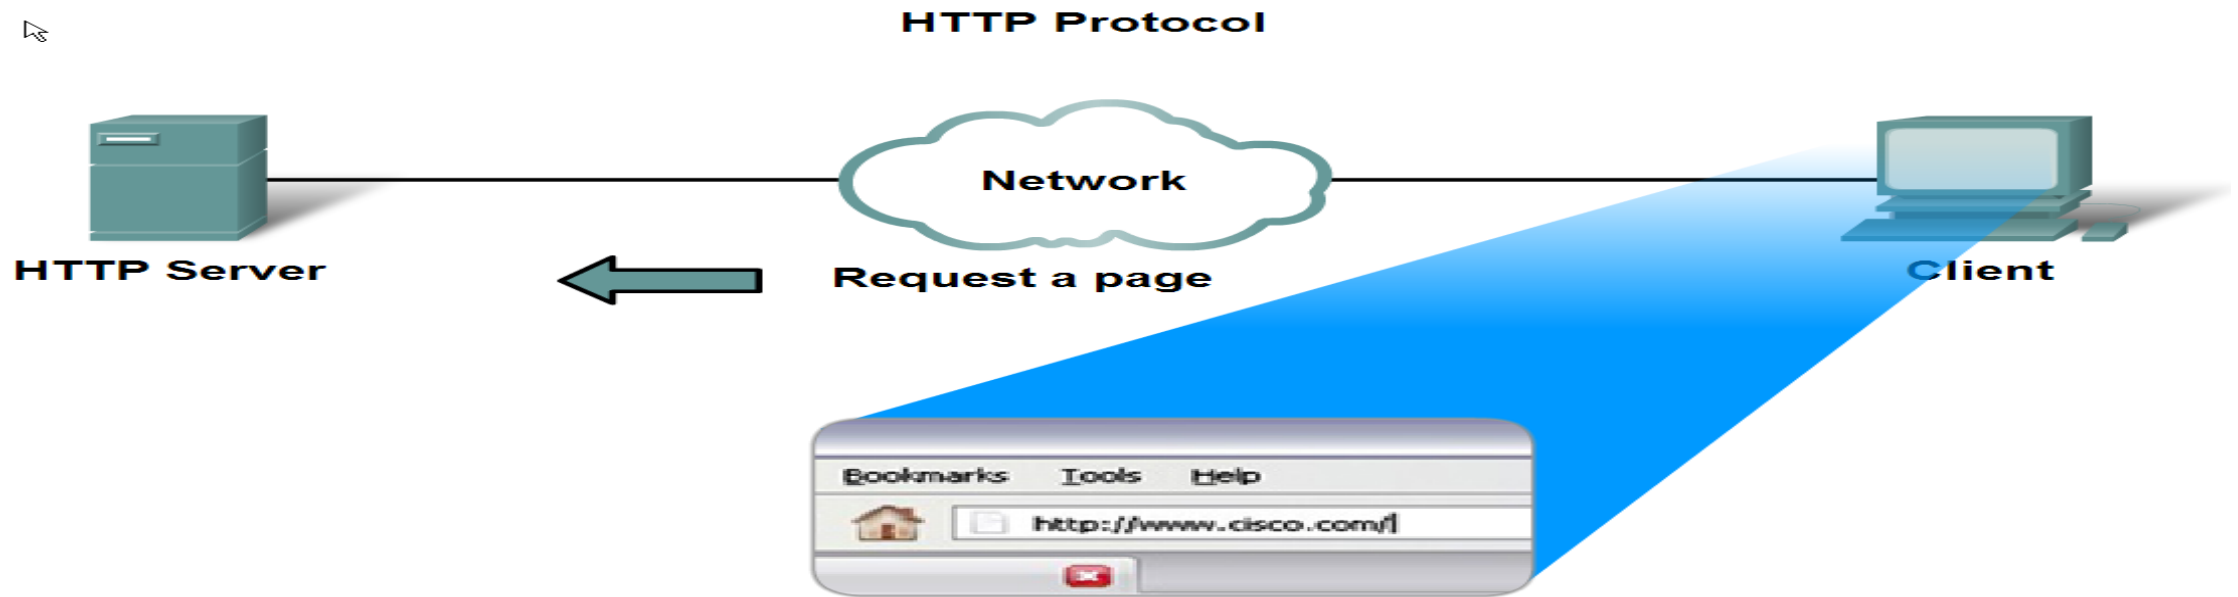 HTTP Protocol
Network
HTTP Server
Request a page
Client
Bookmarks Tools Help
http://www.cisco.com/